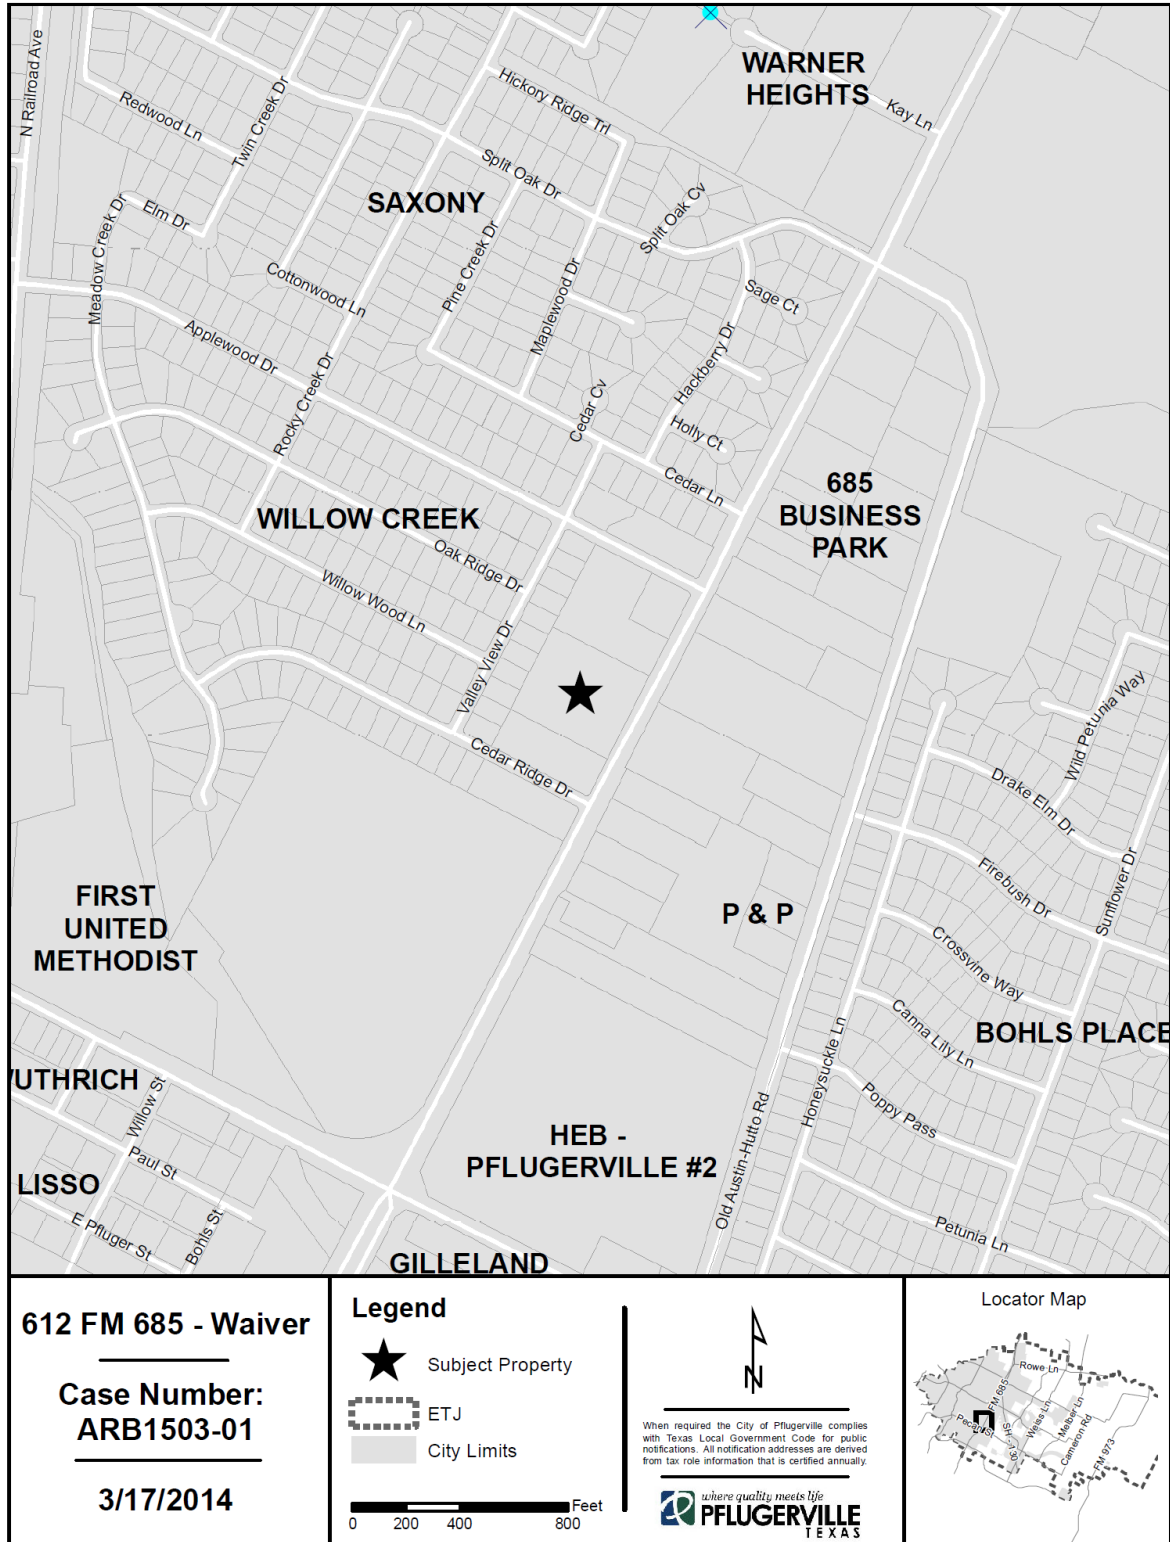 WARNER
HEIGHTS
N Railroad Ave
Hickory Ridge Trl
Kay Ln
Redwood Ln
Twin Creek Dr
Split Oak Dr
SAXONY
Split Oak Cv
Elm Dr
Meadow Creek Dr
Pine Creek Dr
Cottonwood Ln
Maplewood Dr
Sage Ct
Applewood Dr
Hackberry Dr
Rocky Creek Dr
Cedar Cv
Holly Ct
Cedar Ln
685
BUSINESS
PARK
WILLOW CREEK
Oak Ridge Dr
Willow Wood Ln
Valley View Dr
Wild Petunia Way
Cedar Ridge Dr
Drake Elm Dr
Firebush Dr
Sunflower Dr
FIRST
UNITED
METHODIST
P & P
Crossvine Way
Canna Lily Ln
BOHLS PLACE
Honeysuckle Ln
UTHRICH
Willow St
Poppy Pass
Old Austin-Hutto Rd
HEB -
PFLUGERVILLE #2
Paul St
LISSO
E Pfluger St
Bohls St
Petunia Ln
GILLELAND
612 FM 685 - Waiver
Case Number:
ARB1503-01
3/17/2014
Legend
Subject Property
ETJ
City Limits
Feet
0 200 400 800
N
When required the City of Pflugerville complies
with Texas Local Government Code for public
notifications. All notification addresses are derived
from tax role information that is certified annually.
where quality meets life
PFLUGERVILLE
TEXAS
Locator Map
Rowe Ln
FM 685
Pecan St
SH - 130
Weiss Ln
Melber Ln
Cameron Rd
FM 973